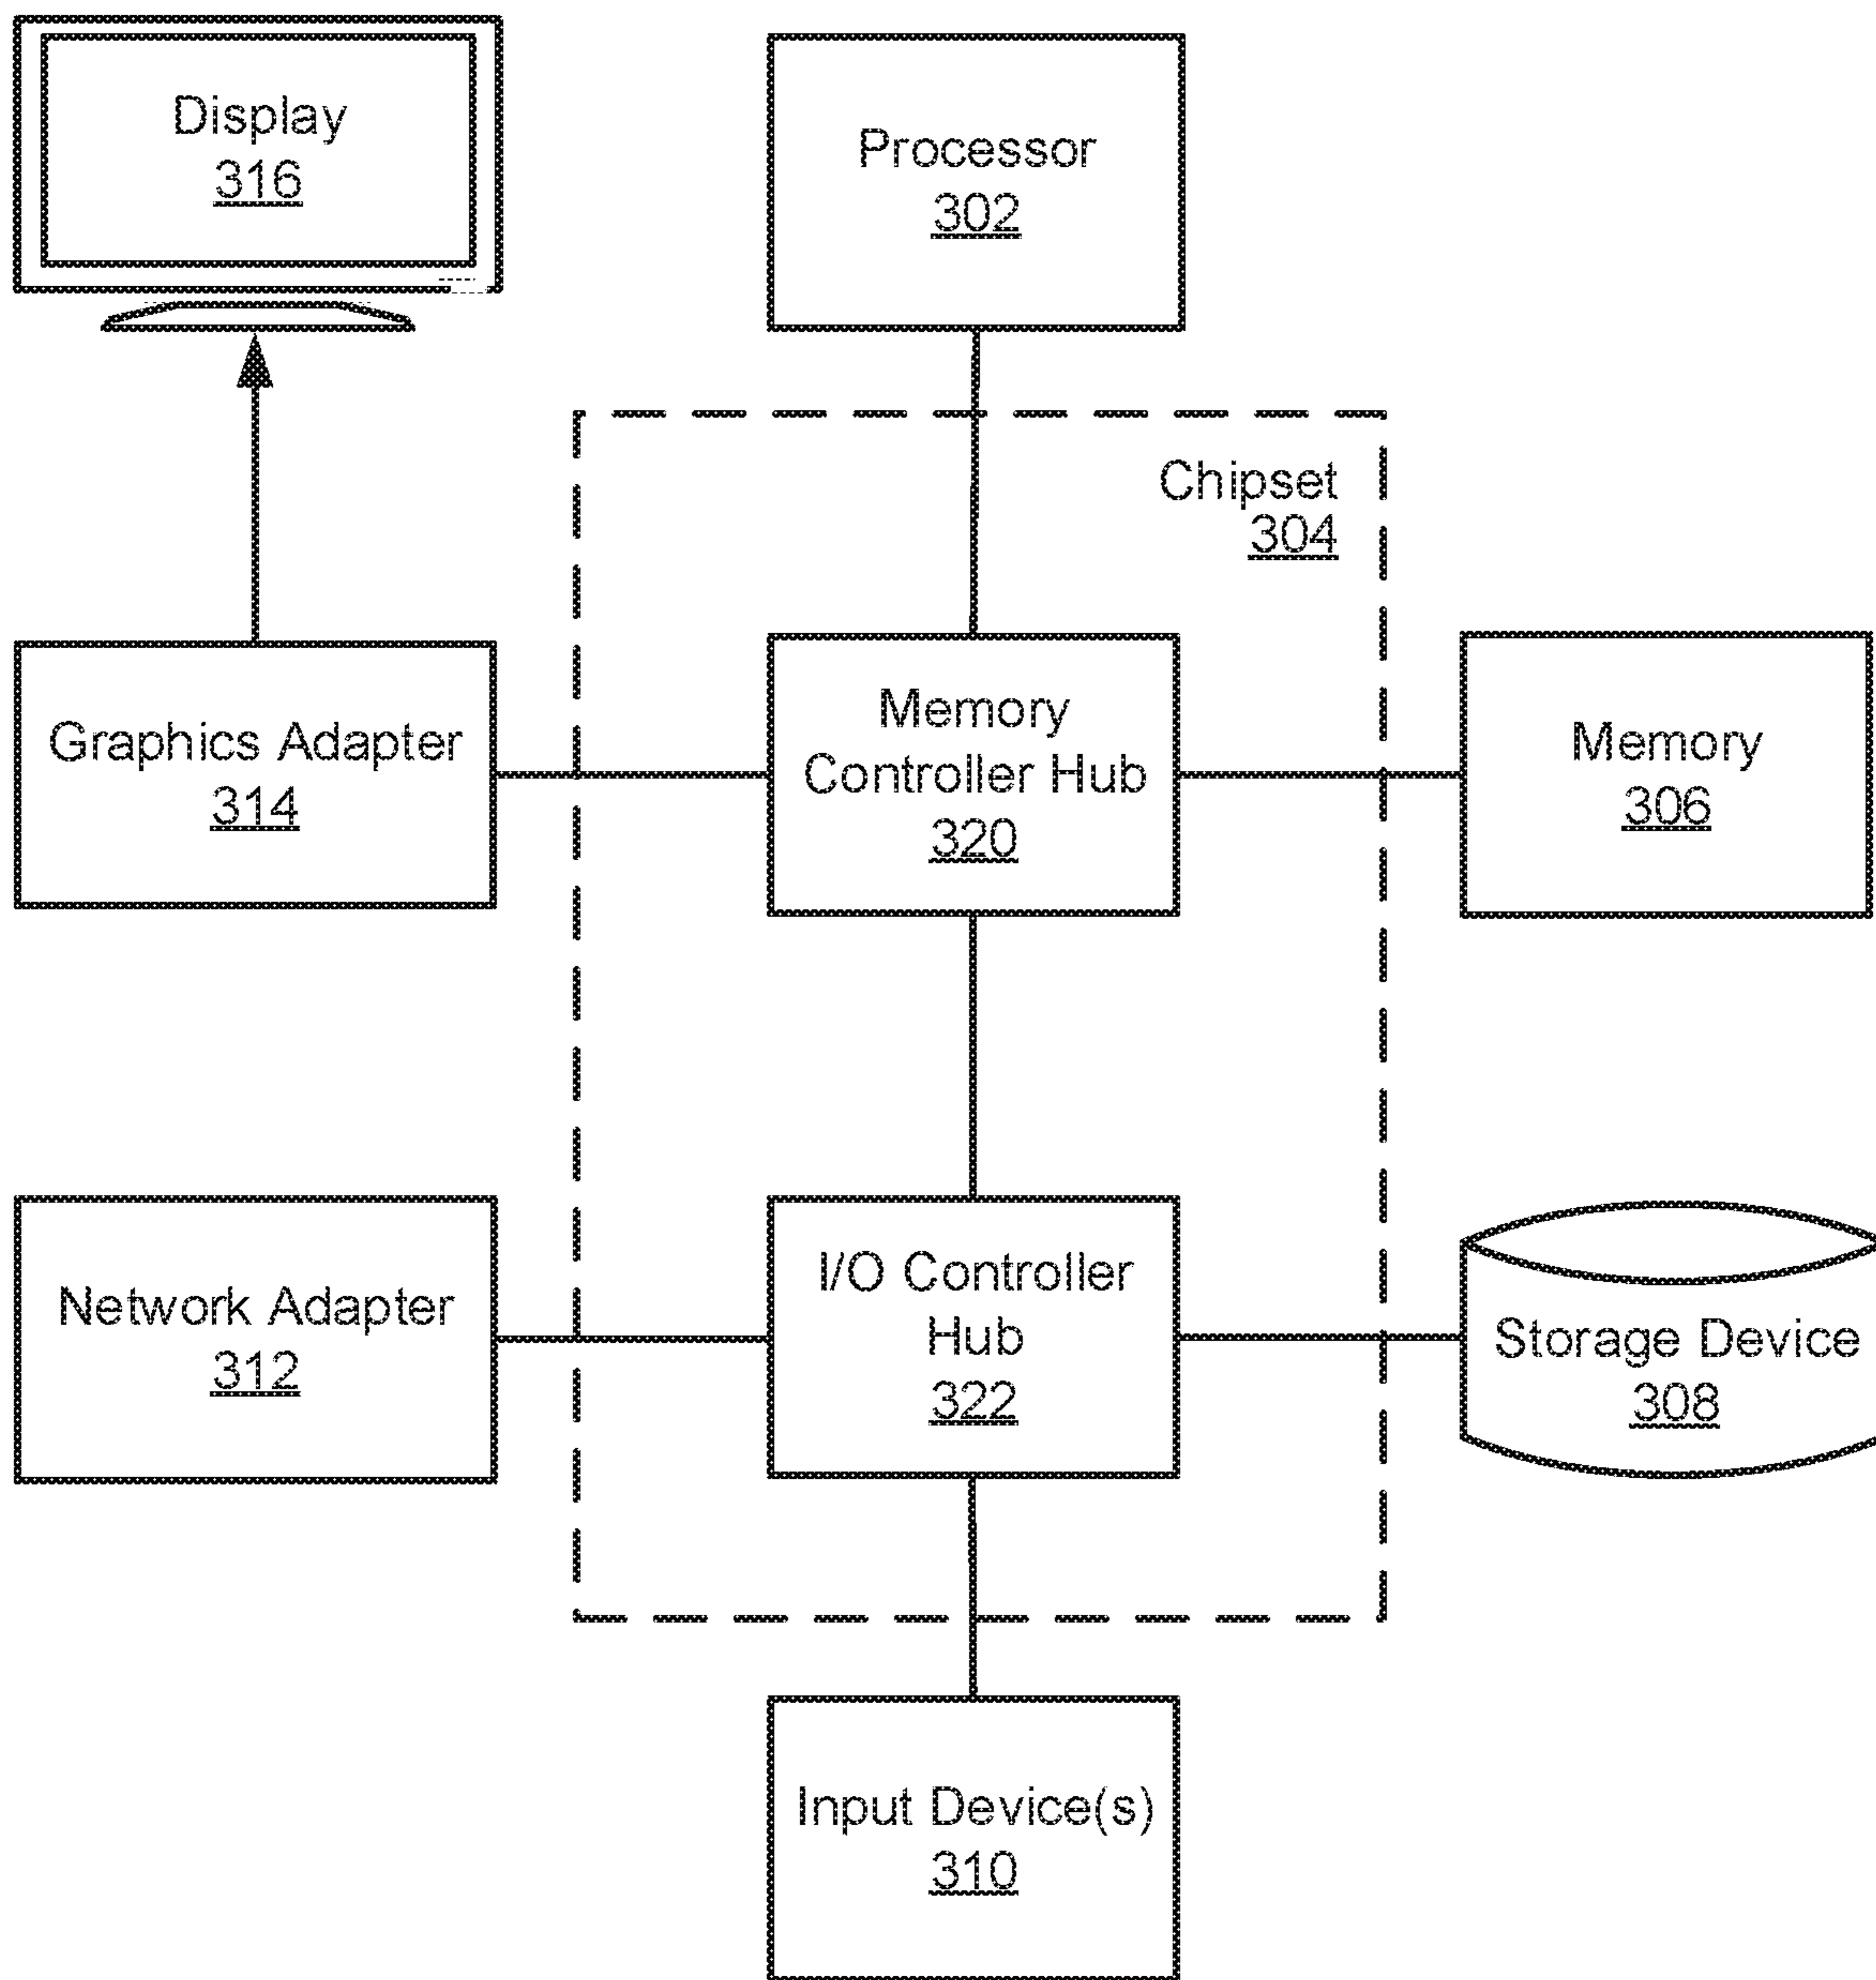 Display
316
Processor
302
Chipset
304
Graphics Adapter
314
Memory
Controller Hub
320
Memory
306
Network Adapter
312
I/O Controller
Hub
322
Storage Device
308
Input Device(s)
310